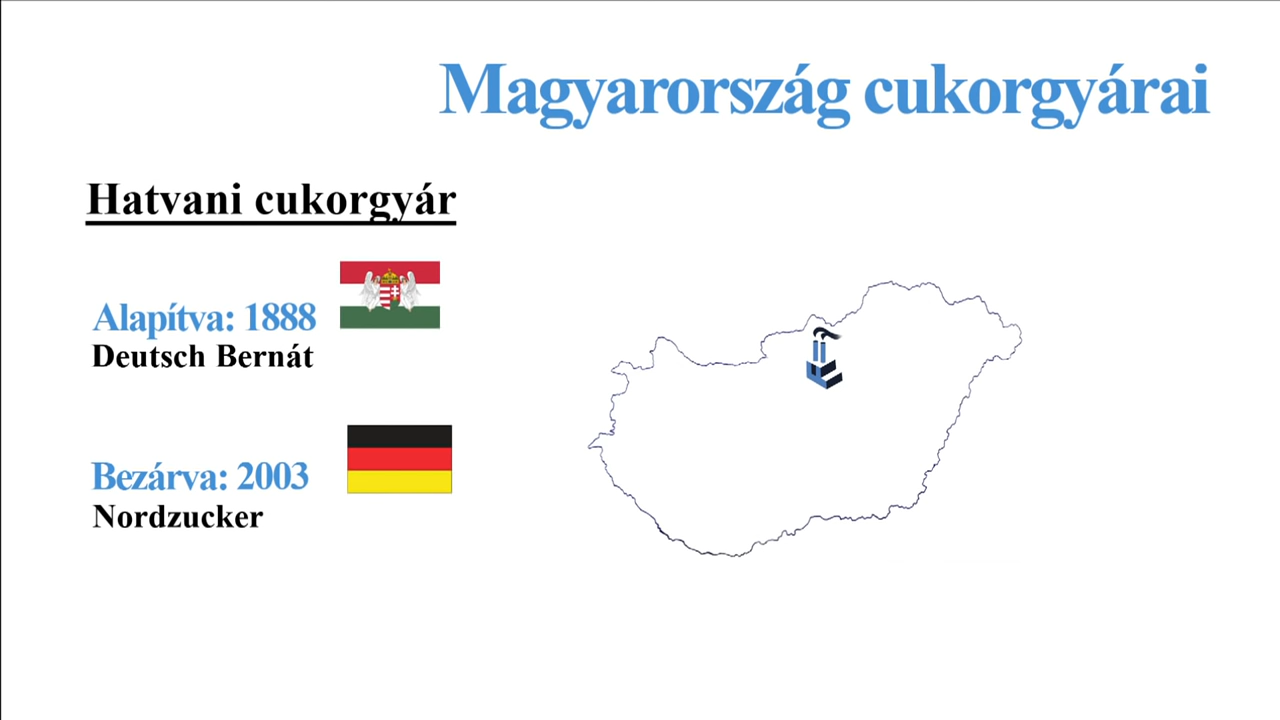 Magyarország cukorgyárai
Hatvani cukorgyár
Alapítva: 1888
Deutsch Bernát
Bezárva: 2003
Nordzucker